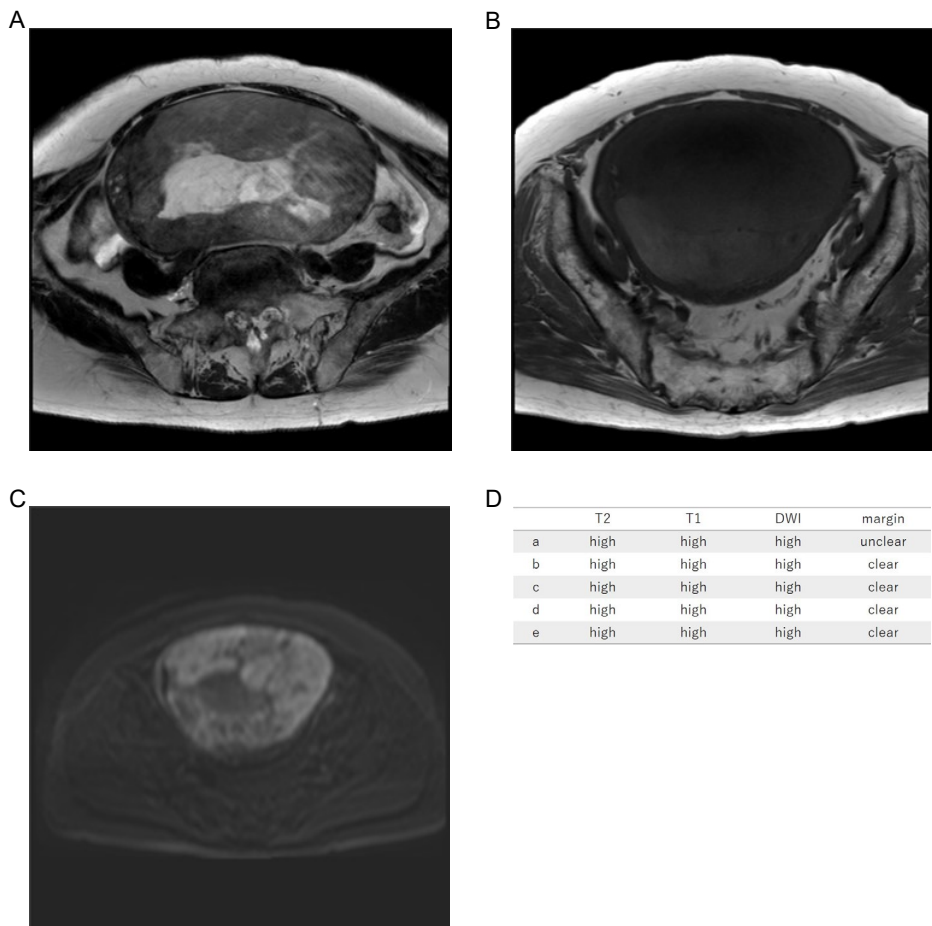 A
B
C
D
T2 T1 DWI margin
a high high high unclear
b high high high clear
c high high high clear
d high high high clear
e high high high clear